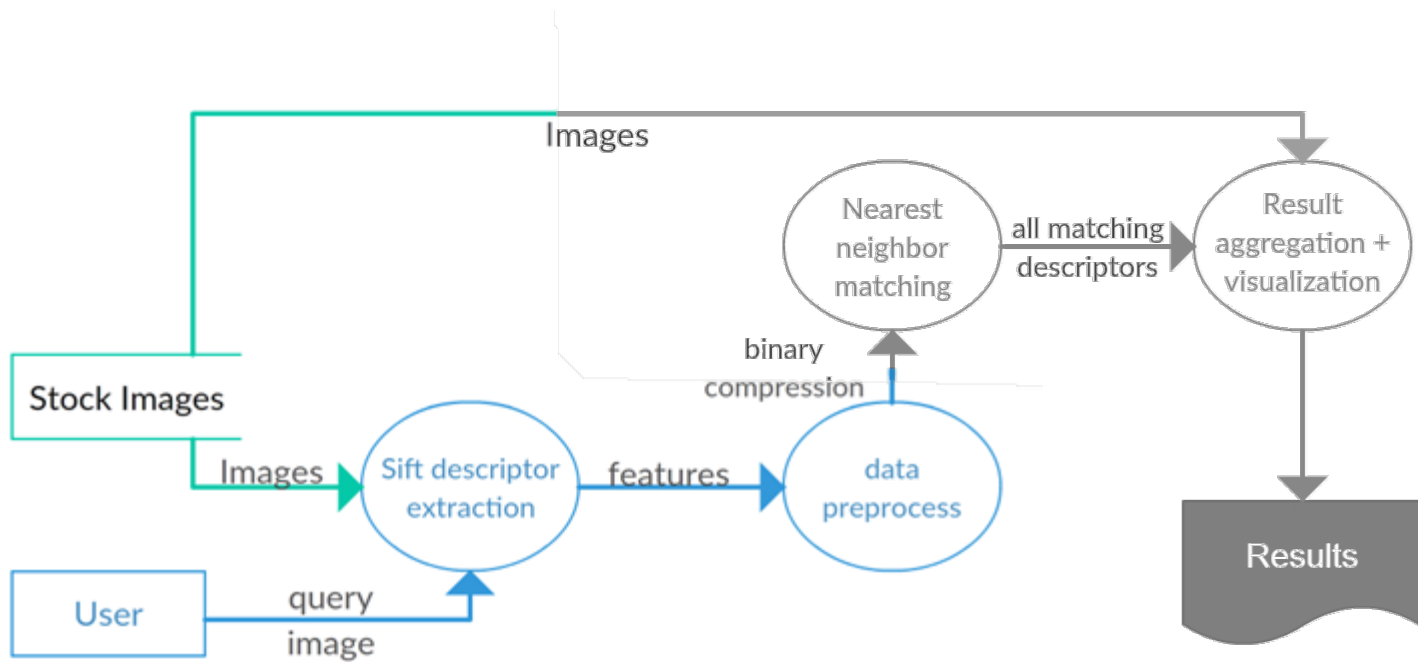 Images
Nearest
neighbor
matching
all matching
descriptors
Result
aggregation +
visualization
binary
compression
Stock Images
Images
Sift descriptor
extraction
features
data
preprocess
Results
User
query
image